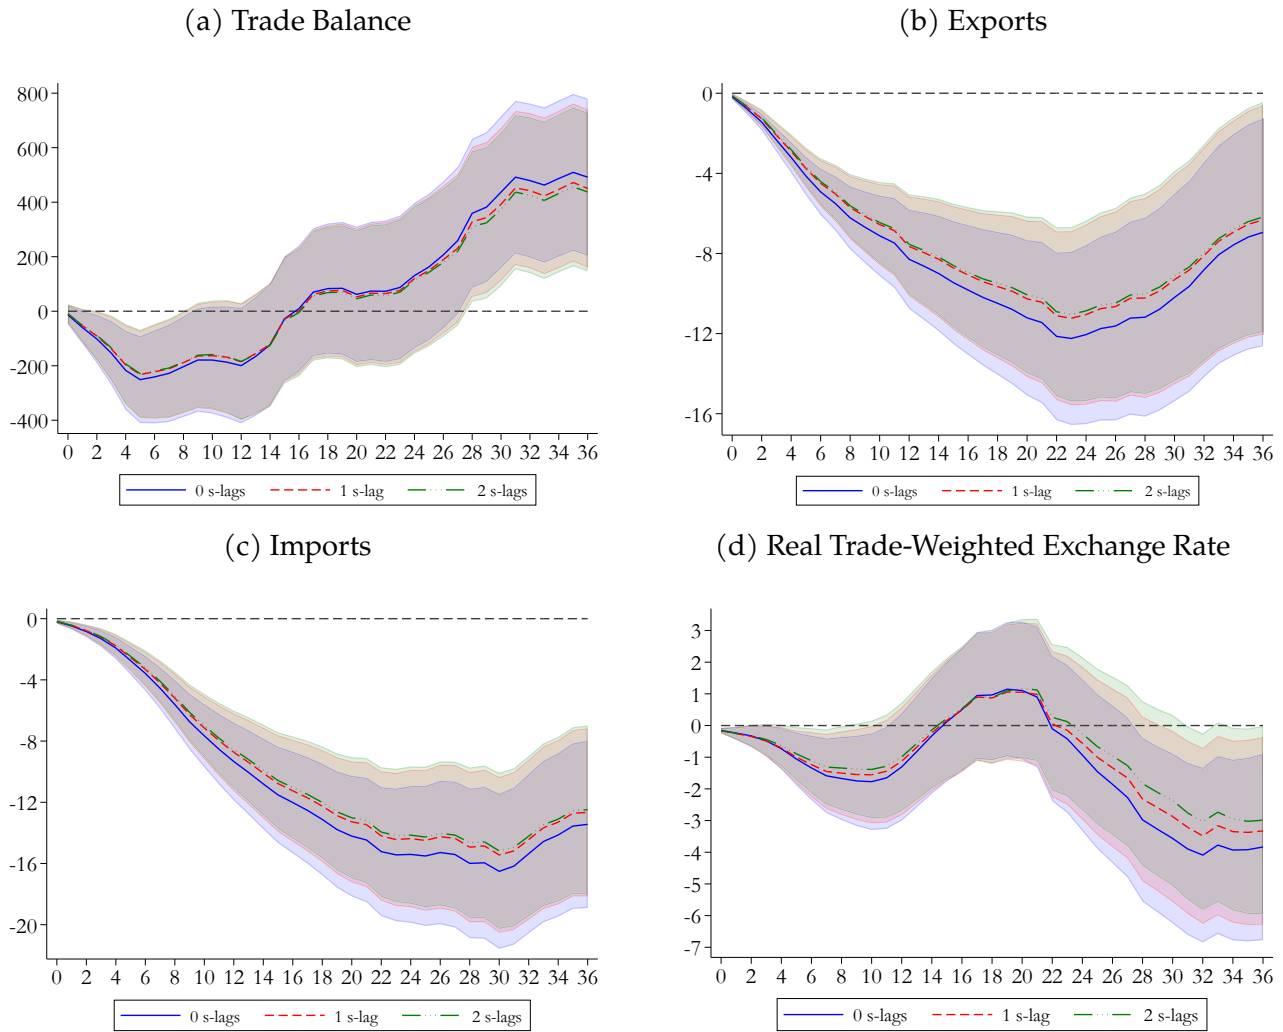 (a) Trade Balance
800
600
400
200
0
-200
-400
0 2 4 6 8 10 12 14 16 18 20 22 24 26 28 30 32 34 36
0 s-lags 1 s-lag 2 s-lags
(b) Exports
0
-4
-8
-12
-16
0 2 4 6 8 10 12 14 16 18 20 22 24 26 28 30 32 34 36
0 s-lags 1 s-lag 2 s-lags
(c) Imports
0
-4
-8
-12
-16
-20
0 2 4 6 8 10 12 14 16 18 20 22 24 26 28 30 32 34 36
0 s-lags 1 s-lag 2 s-lags
(d) Real Trade-Weighted Exchange Rate
3
2
1
0
-1
-2
-3
-4
-5
-6
-7
0 2 4 6 8 10 12 14 16 18 20 22 24 26 28 30 32 34 36
0 s-lags 1 s-lag 2 s-lags